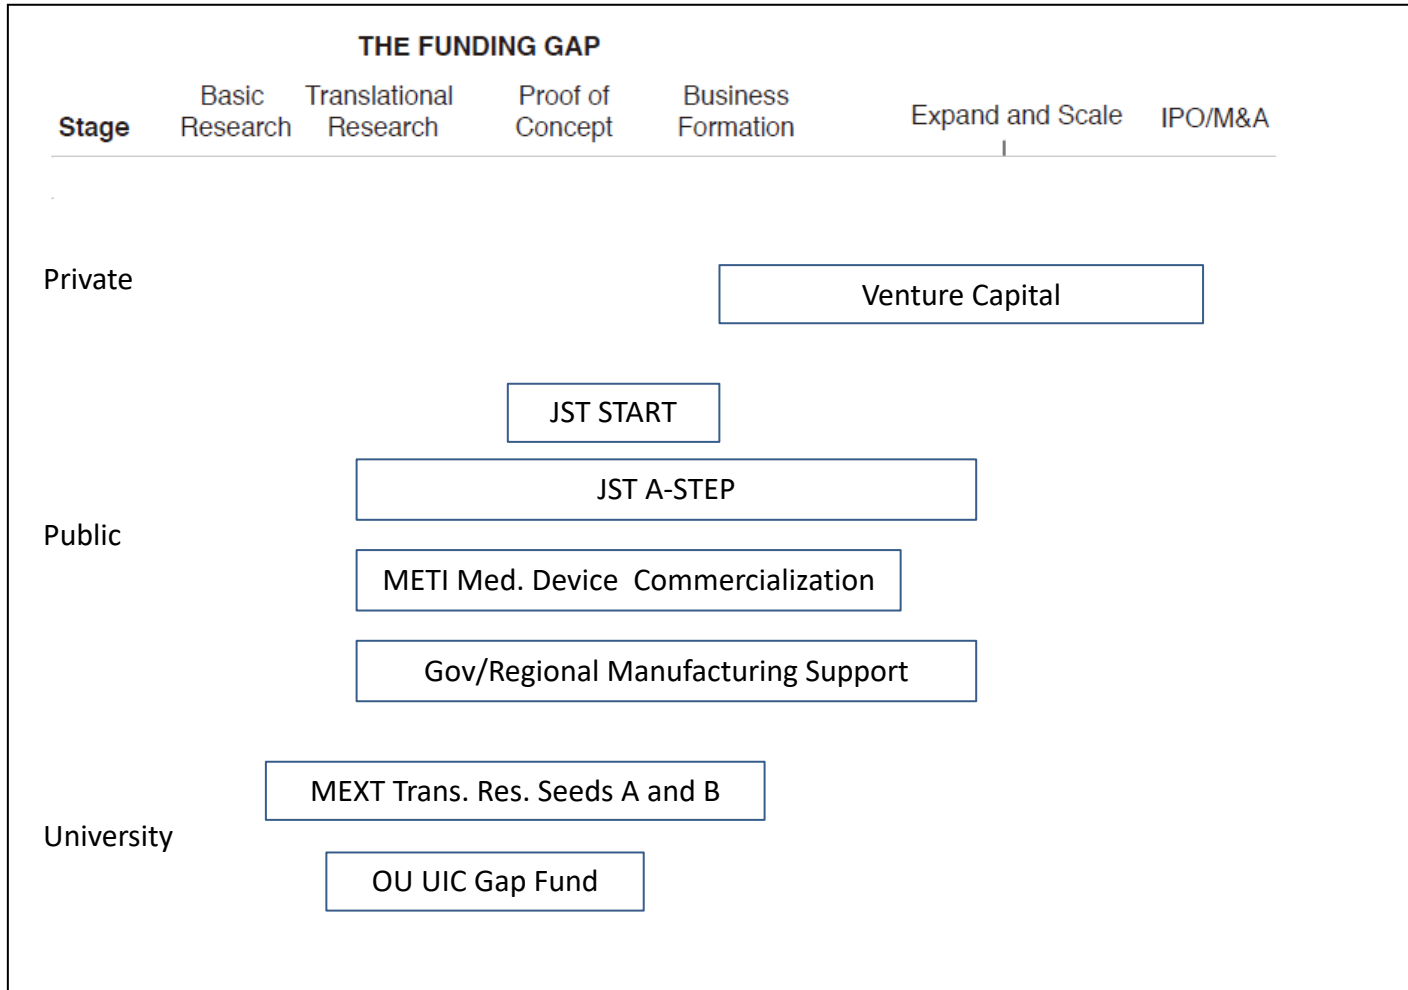 THE FUNDING GAP
Stage
Basic
Research
Translational
Research
Proof of
Concept
Business
Formation
Expand and Scale
IPO/M&A
Private
Venture Capital
JST START
JST A-STEP
Public
METI Med. Device  Commercialization
Gov/Regional Manufacturing Support
MEXT Trans. Res. Seeds A and B
University
OU UIC Gap Fund